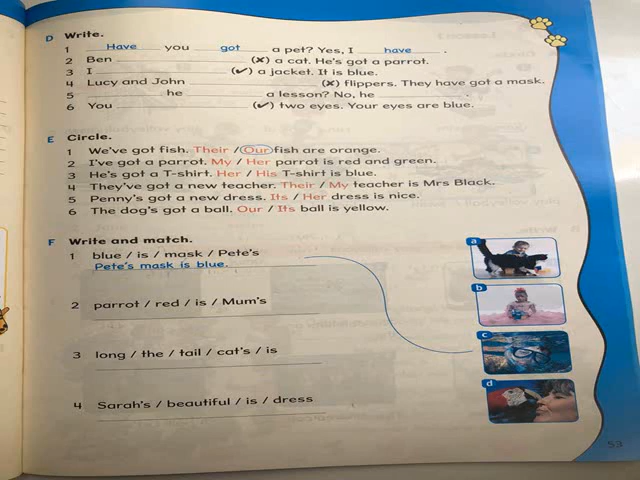 D Write.
1 Have you got a pet? Yes, I have .
2 Ben (✗) a cat. He's got a parrot.
3 I (✓) a jacket. It is blue.
4 Lucy and John (✗) flippers. They have got a mask.
5 he a lesson? No, he .
6 You (✓) two eyes. Your eyes are blue.
E Circle.
1 We've got fish. Their / Our fish are orange.
2 I've got a parrot. My / Her parrot is red and green.
3 He's got a T-shirt. Her / His T-shirt is blue.
4 They've got a new teacher. Their / My teacher is Mrs Black.
5 Penny's got a new dress. Its / Her dress is nice.
6 The dog's got a ball. Our / Its ball is yellow.
F Write and match.
1 blue / is / mask / Pete's
Pete's mask is blue.
2 parrot / red / is / Mum's
3 long / the / tail / cat's / is
4 Sarah's / beautiful / is / dress
a
b
c
d
53